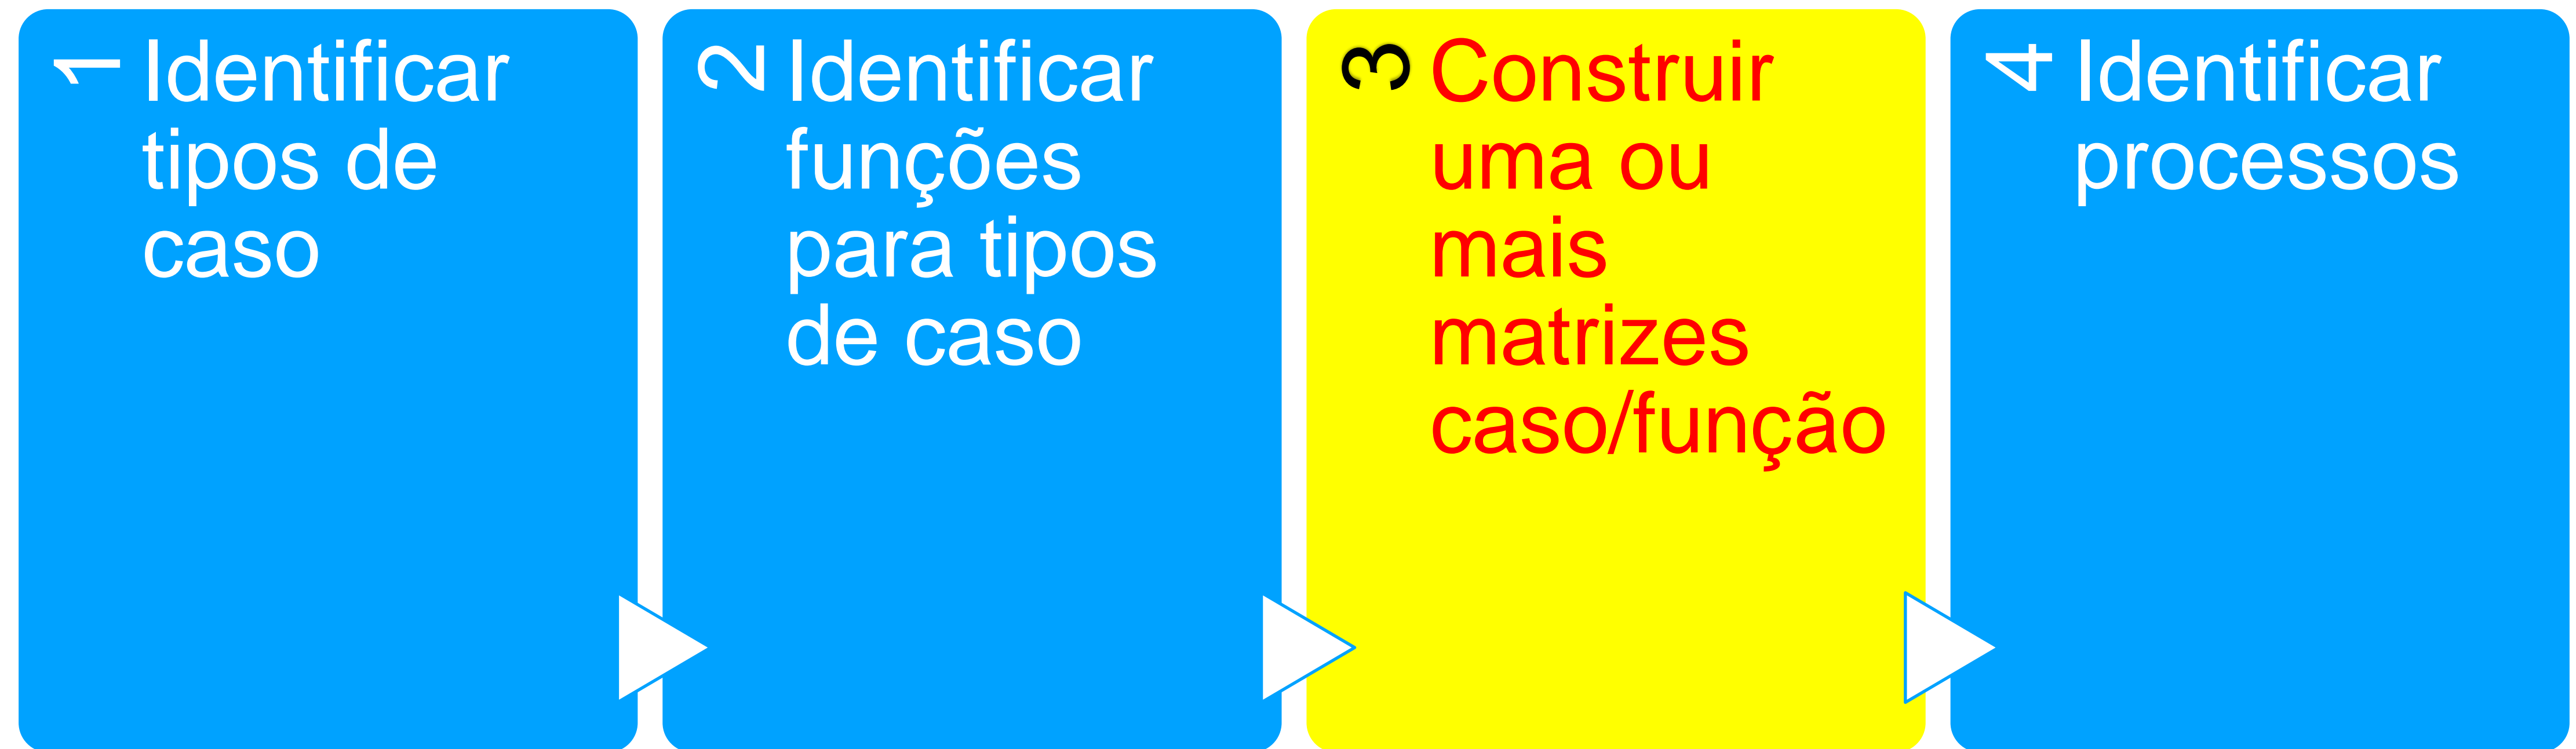 1
Identificar
tipos de
caso
2
Identificar
funções
para tipos
de caso
3
Construir
uma ou
mais
matrizes
caso/função
4
Identificar
processos